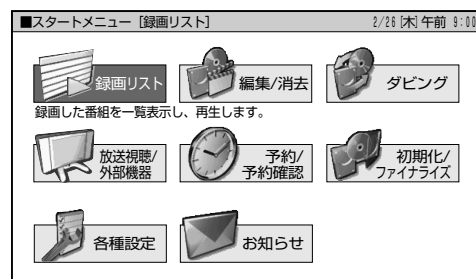 ■スタートメニュー［録画リスト］ 2/26［木］午前 9:00
録画リスト 編集/消去 ダビング
録画した番組を一覧表示し、再生します。
放送視聴/ 予約/ 初期化/
外部機器 予約確認 ファイナライズ
各種設定 お知らせ